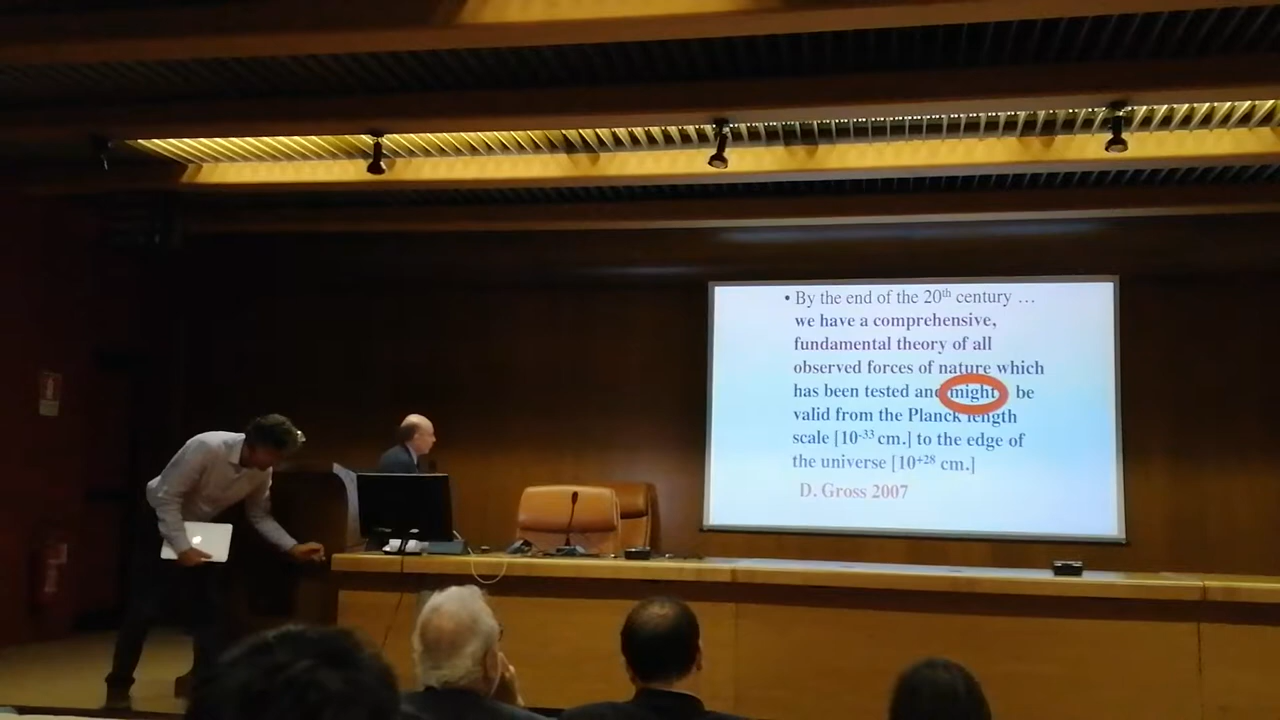 • By the end of the 20th century …
we have a comprehensive,
fundamental theory of all
observed forces of nature which
has been tested and might be
valid from the Planck length
scale [10-33 cm.] to the edge of
the universe [10+28 cm.]
D. Gross 2007